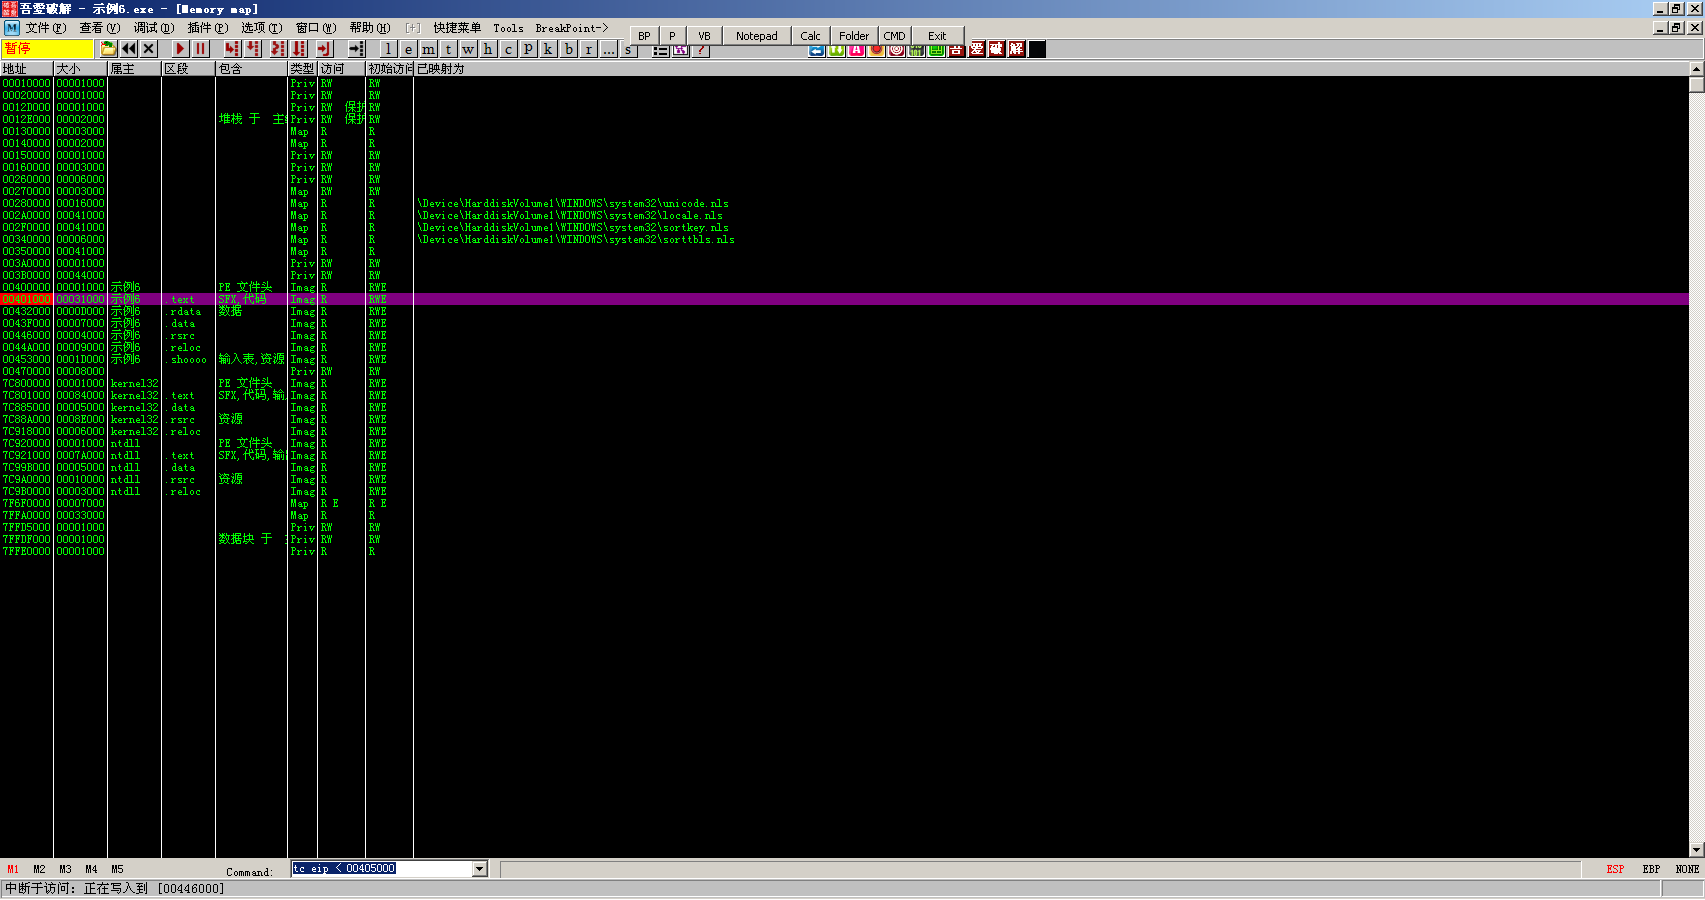 吾愛破解 - 示例6.exe - [Memory map]
文件(F) 查看(V) 调试(D) 插件(P) 选项(T) 窗口(W) 帮助(H) [+] 快捷菜单 Tools BreakPoint->
BP P VB Notepad Calc Folder CMD Exit
暂停 l e m t w h c p k b r ... s ? 吾 爱 破 解
地址 大小 属主 区段 包含 类型 访问 初始访问 已映射为
00010000 00001000 Priv RW RW
00020000 00001000 Priv RW RW
0012D000 00001000 Priv RW 保护 RW
0012E000 00002000 堆栈 于 主 Priv RW 保护 RW
00130000 00003000 Map R R
00140000 00002000 Map R R
00150000 00001000 Priv RW RW
00160000 00003000 Priv RW RW
00260000 00006000 Priv RW RW
00270000 00003000 Map RW RW
00280000 00016000 Map R R \Device\HarddiskVolume1\WINDOWS\system32\unicode.nls
002A0000 00041000 Map R R \Device\HarddiskVolume1\WINDOWS\system32\locale.nls
002F0000 00041000 Map R R \Device\HarddiskVolume1\WINDOWS\system32\sortkey.nls
00340000 00006000 Map R R \Device\HarddiskVolume1\WINDOWS\system32\sorttbls.nls
00350000 00041000 Map R R
003A0000 00001000 Priv RW RW
003B0000 00044000 Priv RW RW
00400000 00001000 示例6 PE 文件头 Imag R RWE
00401000 00031000 示例6 .text SFX,代码 Imag R RWE
00432000 0000D000 示例6 .rdata 数据 Imag R RWE
0043F000 00007000 示例6 .data Imag R RWE
00446000 00004000 示例6 .rsrc Imag R RWE
0044A000 00009000 示例6 .reloc Imag R RWE
00453000 0001D000 示例6 .shoooo 输入表,资源 Imag R RWE
00470000 00008000 Priv RW RW
7C800000 00001000 kernel32 PE 文件头 Imag R RWE
7C801000 00084000 kernel32 .text SFX,代码,输 Imag R RWE
7C885000 00005000 kernel32 .data Imag R RWE
7C88A000 0008E000 kernel32 .rsrc 资源 Imag R RWE
7C918000 00006000 kernel32 .reloc Imag R RWE
7C920000 00001000 ntdll PE 文件头 Imag R RWE
7C921000 0007A000 ntdll .text SFX,代码,输 Imag R RWE
7C99B000 00005000 ntdll .data Imag R RWE
7C9A0000 00010000 ntdll .rsrc 资源 Imag R RWE
7C9B0000 00003000 ntdll .reloc Imag R RWE
7F6F0000 00007000 Map R E R E
7FFA0000 00033000 Map R R
7FFD5000 00001000 Priv RW RW
7FFDF000 00001000 数据块 于 Priv RW RW
7FFE0000 00001000 Priv R R
M1 M2 M3 M4 M5 Command: tc eip < 00405000 ESP EBP NONE
中断于访问: 正在写入到 [00446000]